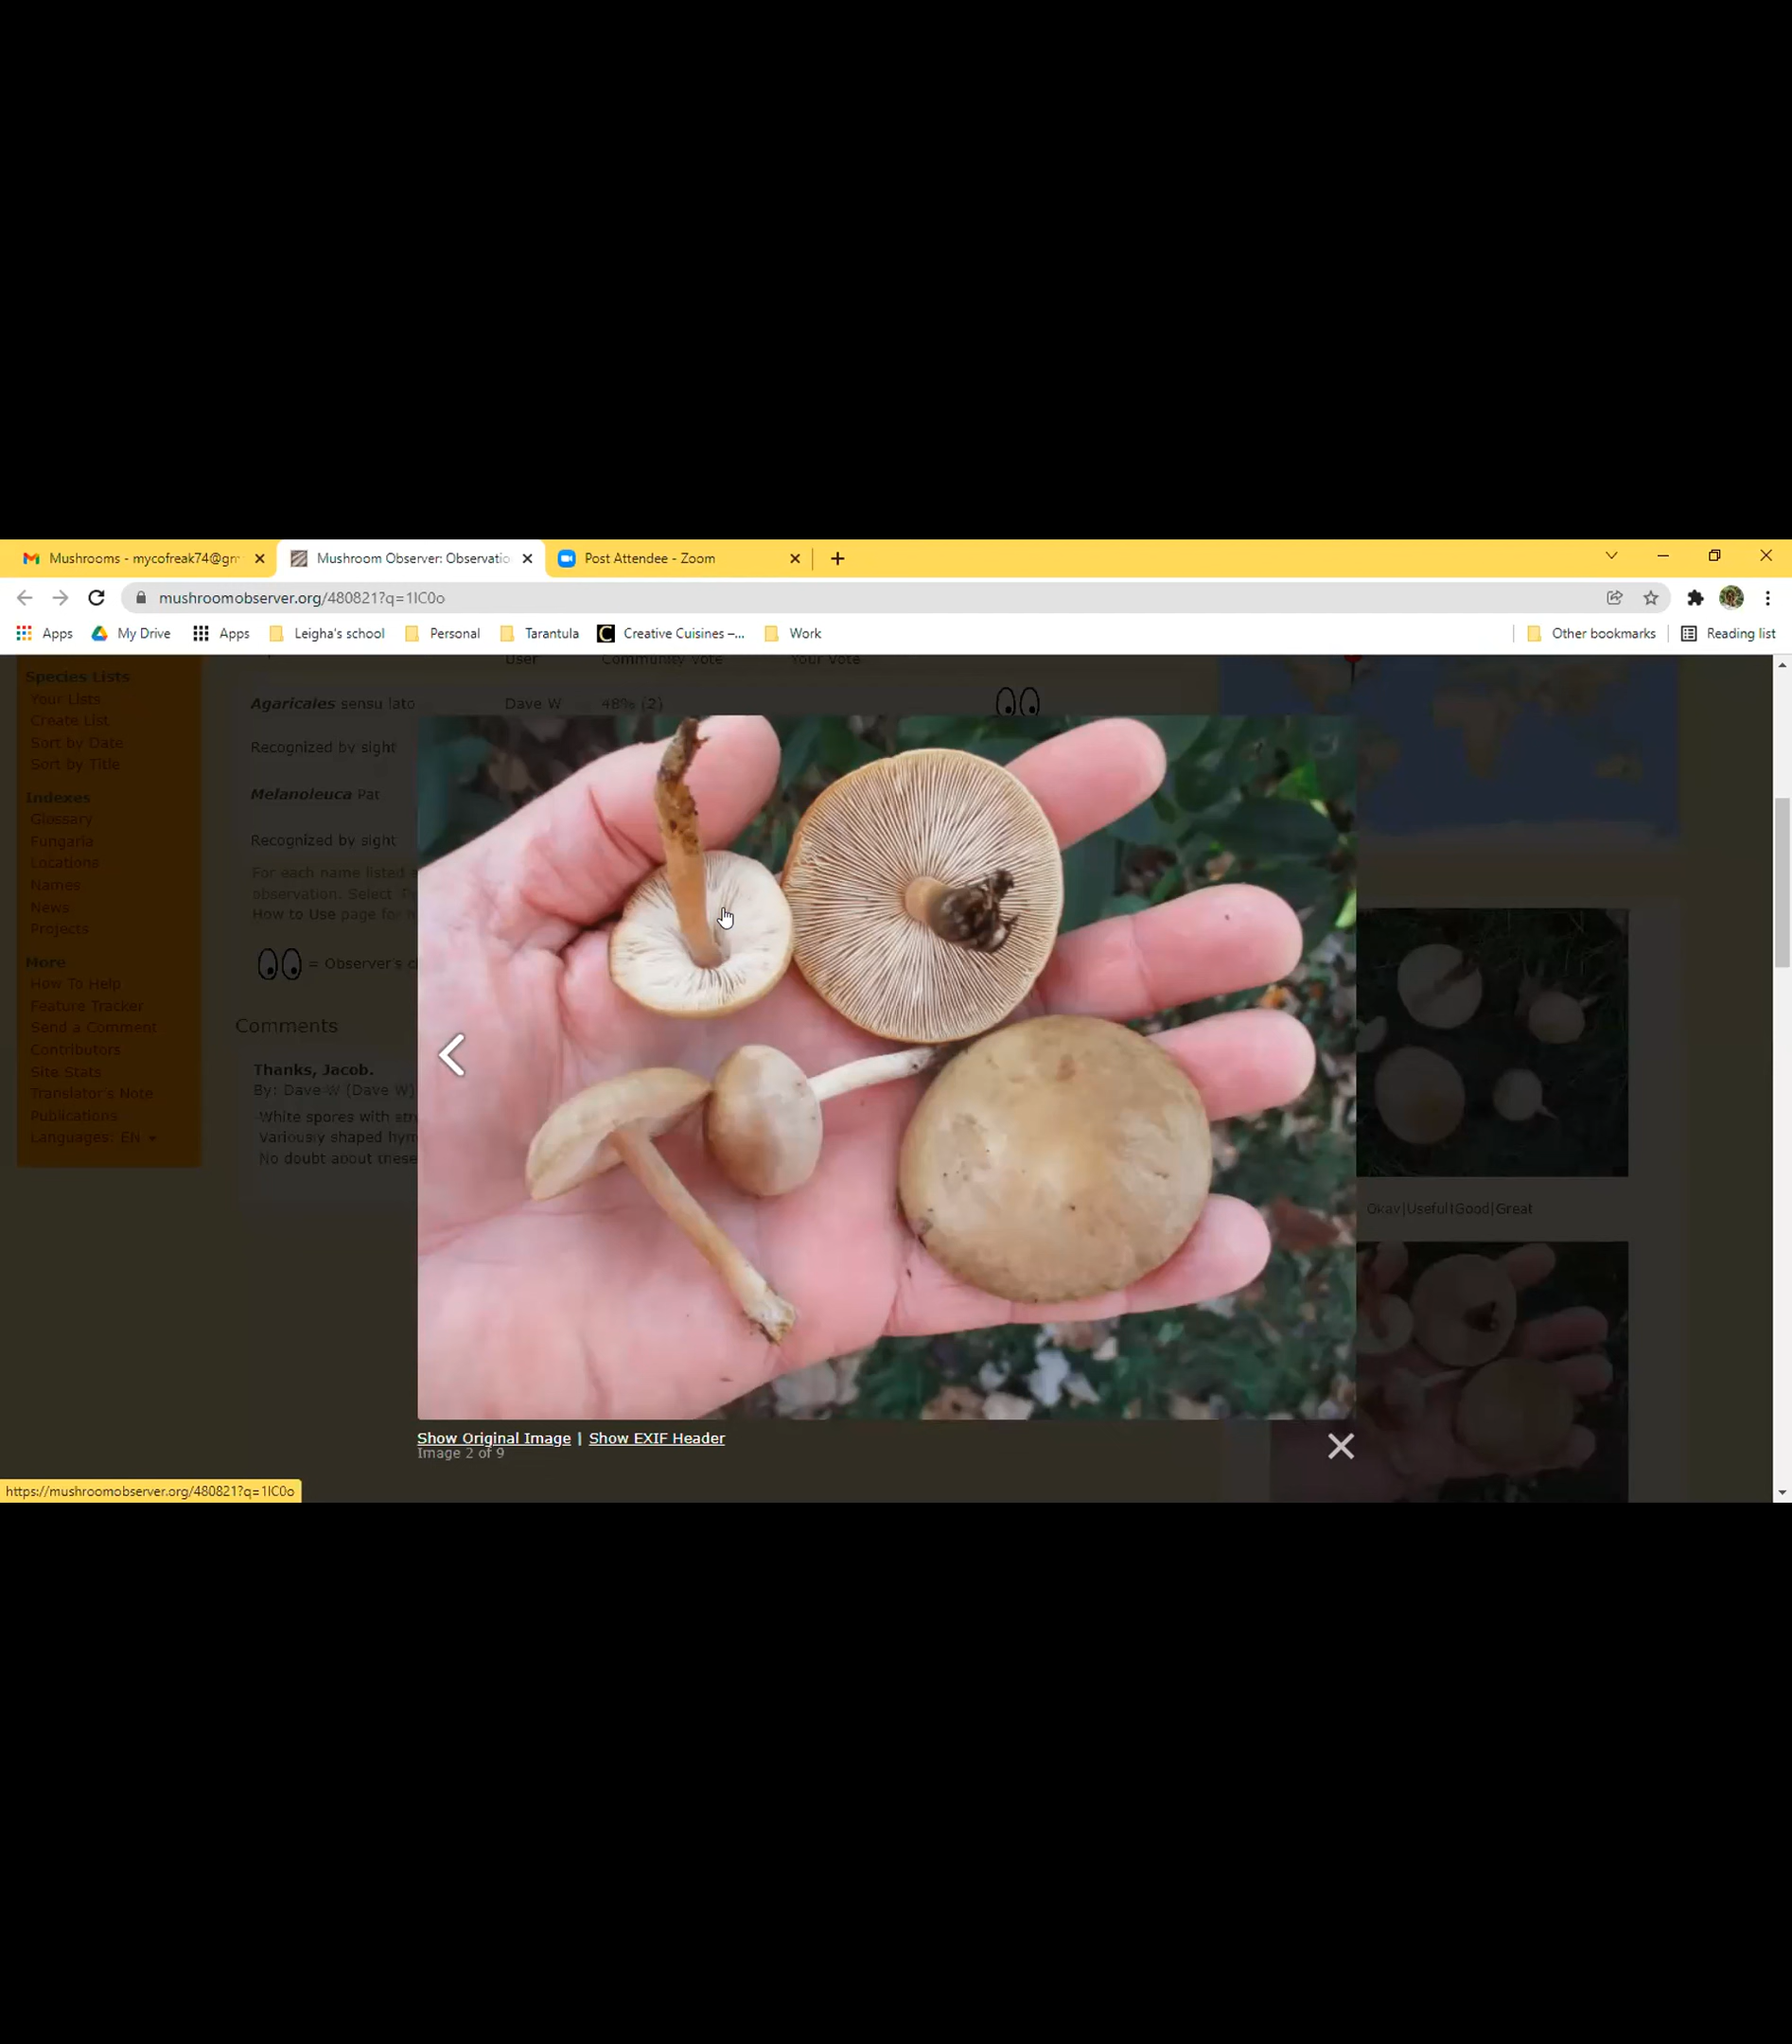 Mushrooms - mycofreak74@gm
Mushroom Observer: Observatio
Post Attendee - Zoom
mushroomobserver.org/480821?q=1IC0o
Apps
My Drive
Apps
Leigha's school
Personal
Tarantula
Creative Cuisines –...
Work
Other bookmarks
Reading list
User
Community Vote
Your Vote
Species Lists
Your Lists
Create List
Sort by Date
Sort by Title
Indexes
Glossary
Fungaria
Locations
Names
News
Projects
More
How To Help
Feature Tracker
Send a Comment
Contributors
Site Stats
Translator's Note
Publications
Languages: EN
Agaricales sensu lato
Dave W
48% (2)
Recognized by sight
Melanoleuca Pat
Recognized by sight
For each name listed
observation. Select
How to Use page for
= Observer's
Comments
Thanks, Jacob.
By: Dave W (Dave W)
White spores with
Variously shaped
No doubt about these
Okay|Useful|Good|Great
Show Original Image | Show EXIF Header
Image 2 of 9
https://mushroomobserver.org/480821?q=1IC0o